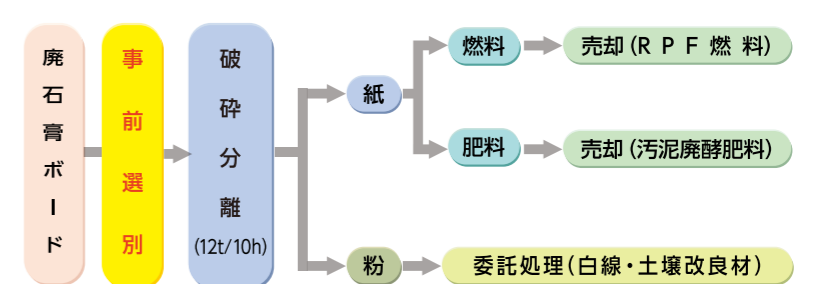 廃石膏ボード
事前選別
破砕分離
(12t/10h)
紙
燃料
売却(RPF燃料)
肥料
売却(汚泥廃酵肥料)
粉
委託処理(白線・土壌改良材)